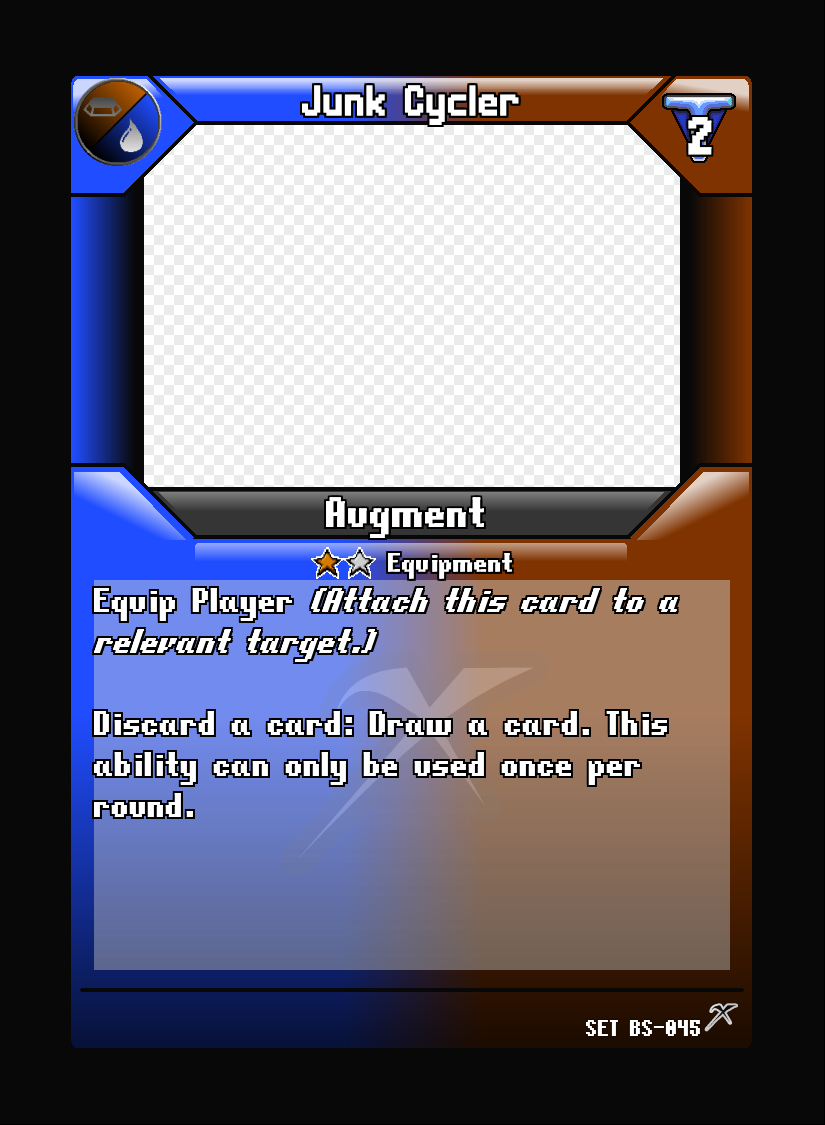 Junk Cycler
2
Augment
Equipment
Equip Player (Attach this card to a
relevant target.)
Discard a card: Draw a card. This
ability can only be used once per
round.
SET BS-045